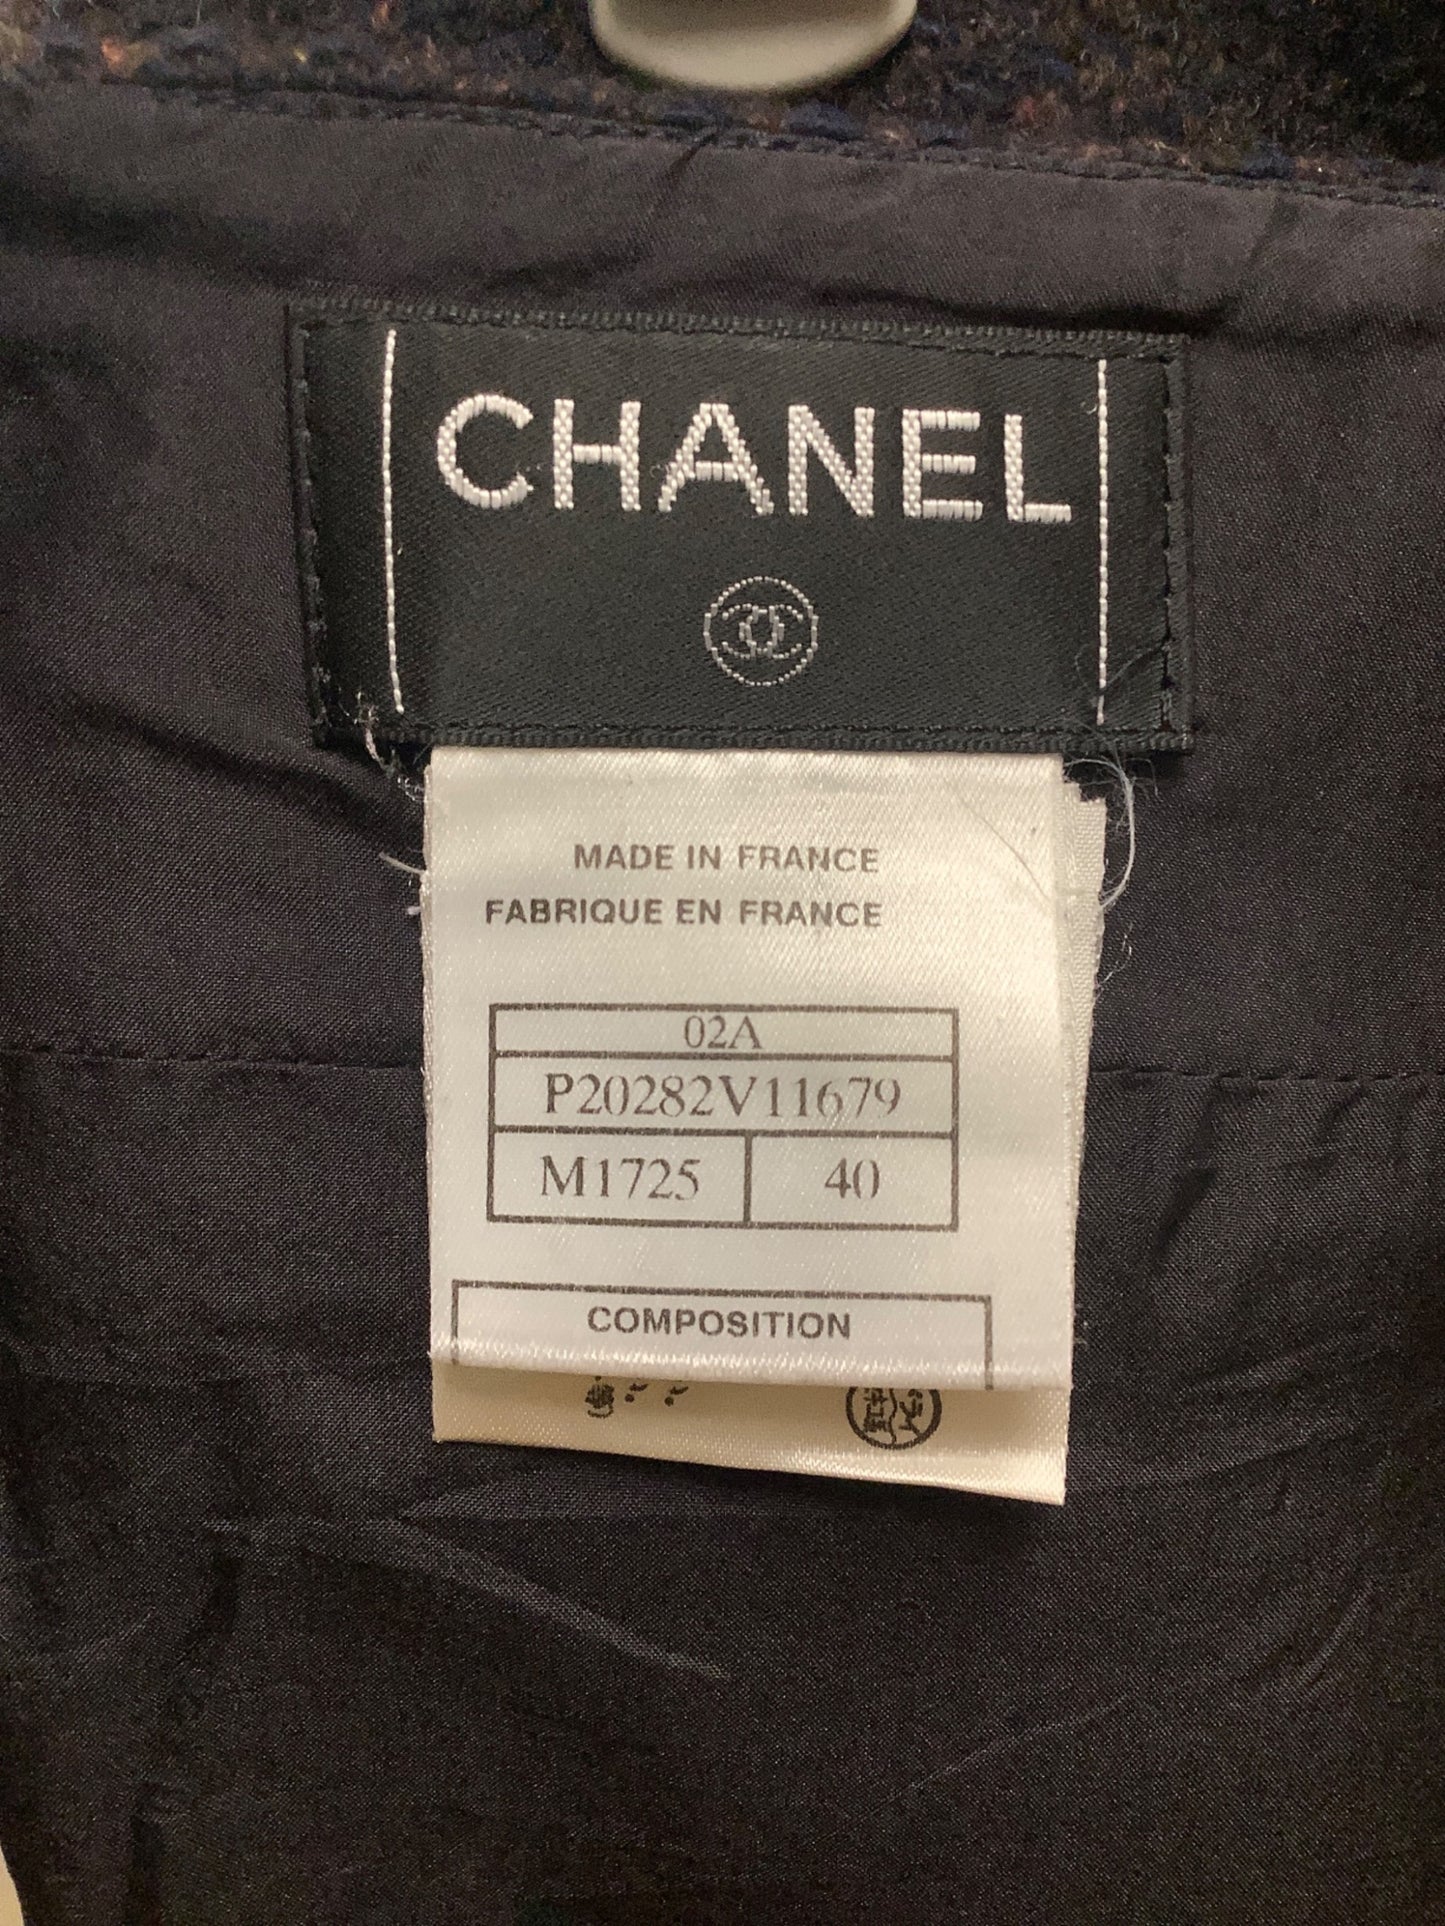 CHANEL
MADE IN FRANCE
FABRIQUE EN FRANCE
02A
P20282V11679
M1725 40
COMPOSITION